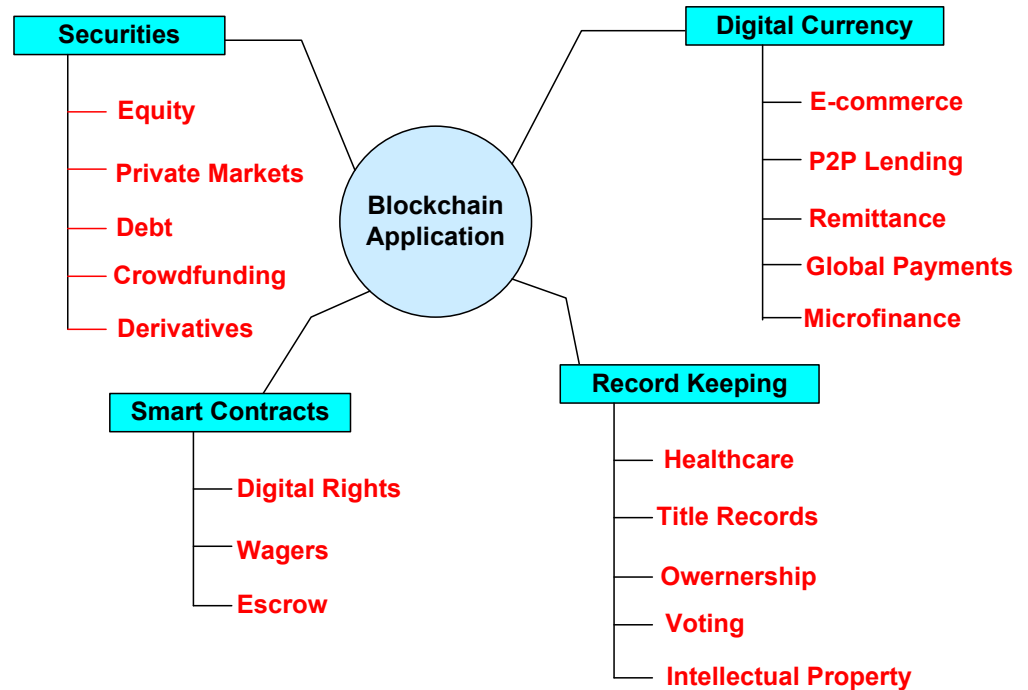 Securities
Equity
Private Markets
Debt
Crowdfunding
Derivatives
Digital Currency
E-commerce
P2P Lending
Remittance
Global Payments
Microfinance
Blockchain
Application
Smart Contracts
Digital Rights
Wagers
Escrow
Record Keeping
Healthcare
Title Records
Owernership
Voting
Intellectual Property